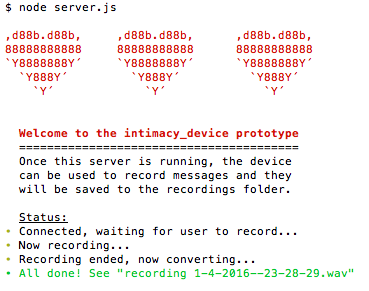 $ node server.js
,d88b.d88b, ,d88b.d88b, ,d88b.d88b,
88888888888 88888888888 88888888888
`Y8888888Y´ `Y8888888Y´ `Y8888888Y´
`Y888Y´ `Y888Y´ `Y888Y´
`Y´ `Y´ `Y´
Welcome to the intimacy_device prototype
========================================
Once this server is running, the device
can be used to record messages and they
will be saved to the recordings folder.
Status:
• Connected, waiting for user to record...
• Now recording...
• Recording ended, now converting...
• All done! See "recording 1-4-2016--23-28-29.wav"